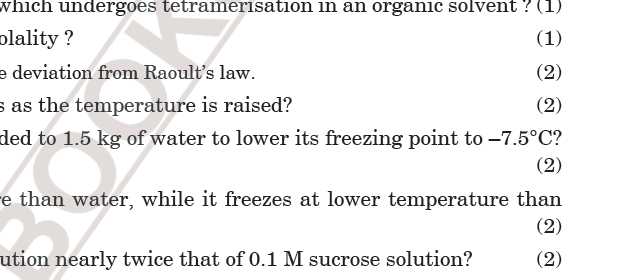 which undergoes tetramerisation in an organic solvent ? (1)
olality ? (1)
e deviation from Raoult's law. (2)
s as the temperature is raised? (2)
ded to 1.5 kg of water to lower its freezing point to –7.5°C?
(2)
re than water, while it freezes at lower temperature than
(2)
ution nearly twice that of 0.1 M sucrose solution? (2)
BOOK